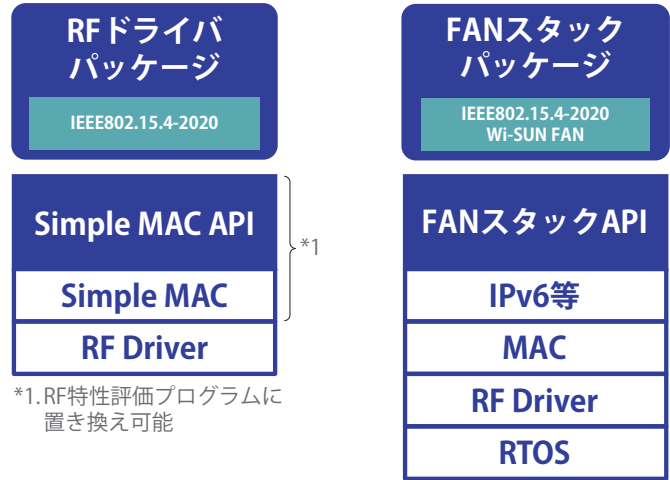 RFドライバ
パッケージ
IEEE802.15.4-2020
Simple MAC API
*1
Simple MAC
RF Driver
*1.RF特性評価プログラムに
置き換え可能
FANスタック
パッケージ
IEEE802.15.4-2020
Wi-SUN FAN
FANスタックAPI
IPv6等
MAC
RF Driver
RTOS